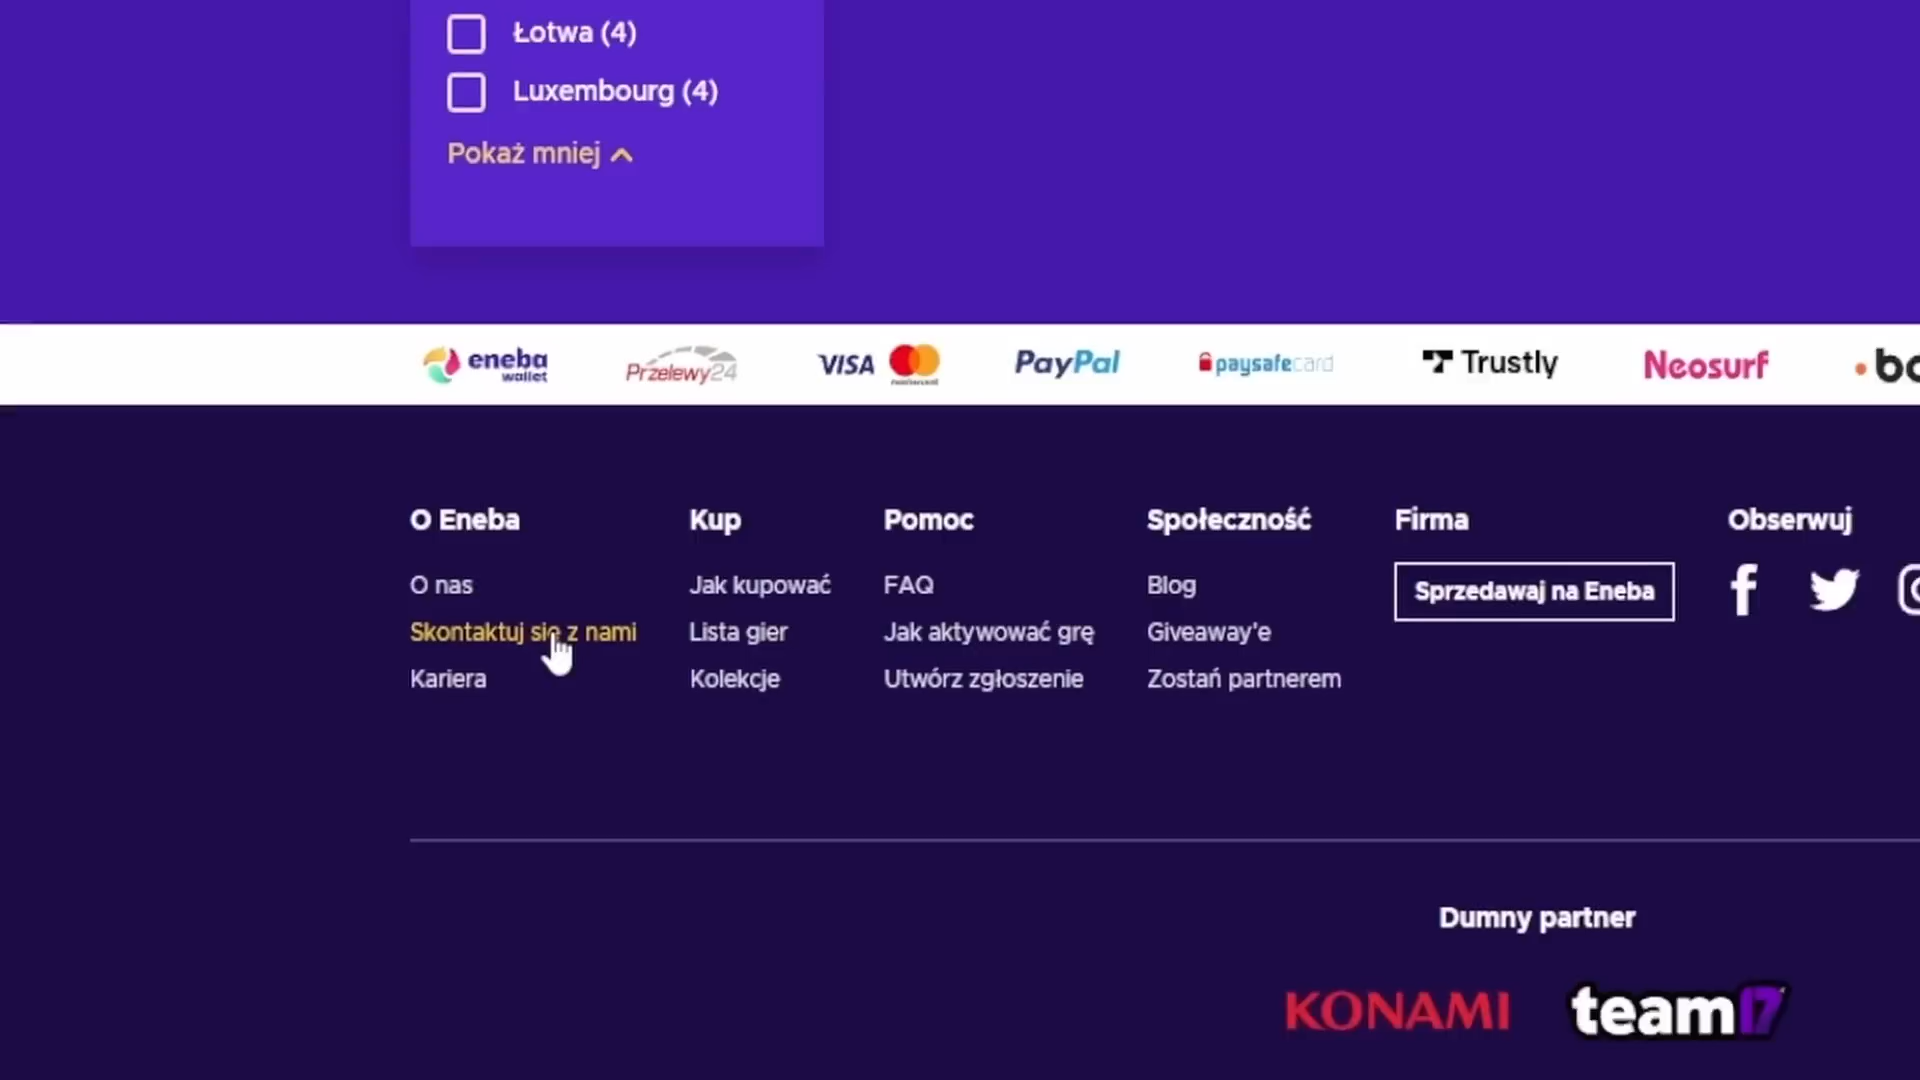 Łotwa (4)
Luxembourg (4)
Pokaż mniej
eneba wallet
Przelewy24
VISA
mastercard
PayPal
paysafecard
Trustly
Neosurf
O Eneba
O nas
Skontaktuj się z nami
Kariera
Kup
Jak kupować
Lista gier
Kolekcje
Pomoc
FAQ
Jak aktywować grę
Utwórz zgłoszenie
Społeczność
Blog
Giveaway'e
Zostań partnerem
Firma
Sprzedawaj na Eneba
Obserwuj
Dumny partner
KONAMI
team17